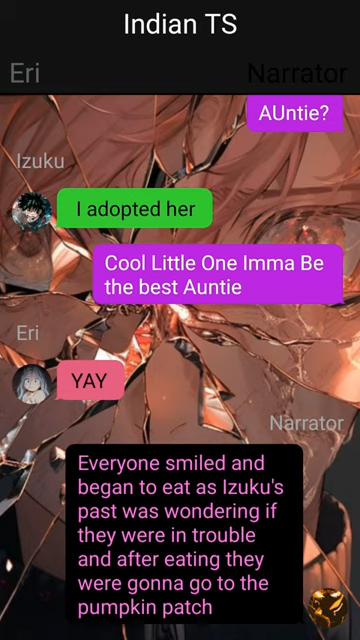 Indian TS
Eri
Narrator
AUntie?
Izuku
I adopted her
Cool Little One Imma Be
the best Auntie
Eri
YAY
Narrator
Everyone smiled and
began to eat as Izuku's
past was wondering if
they were in trouble
and after eating they
were gonna go to the
pumpkin patch